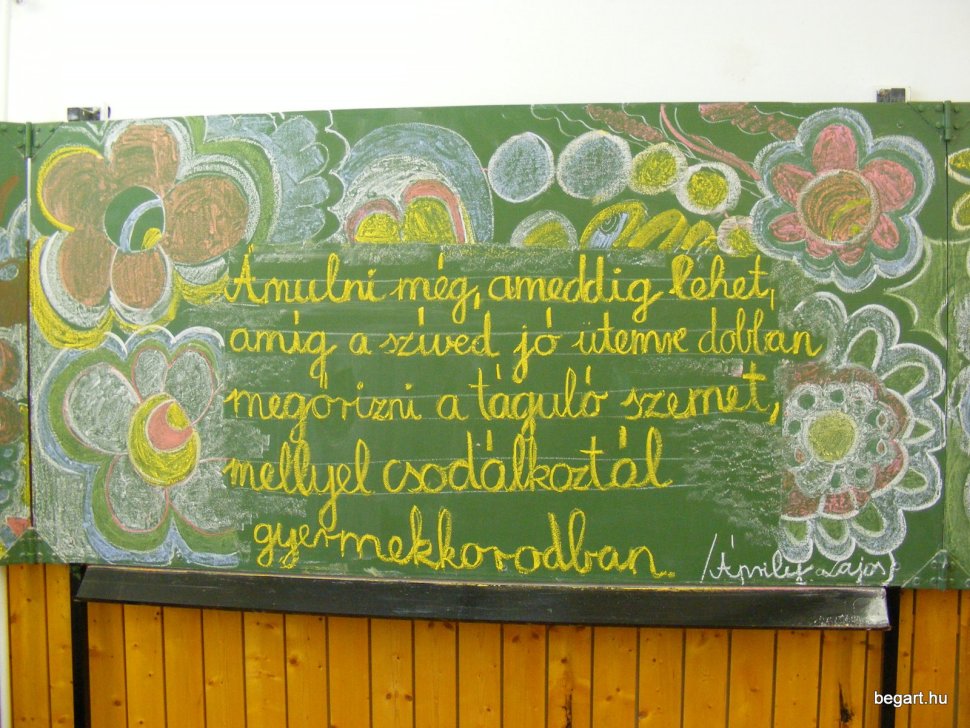 Ámulni még, ameddig lehet,
amíg a szíved jó ütemre dobban
megőrizni a táguló szemet,
mellyel csodálkoztál
gyermekkorodban.
/Áprily Lajos/
begart.hu